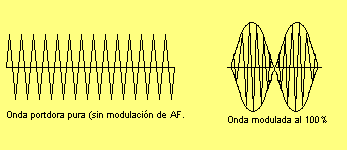 Onda portdora pura (sin modulación de AF.
Onda modulada al 100%